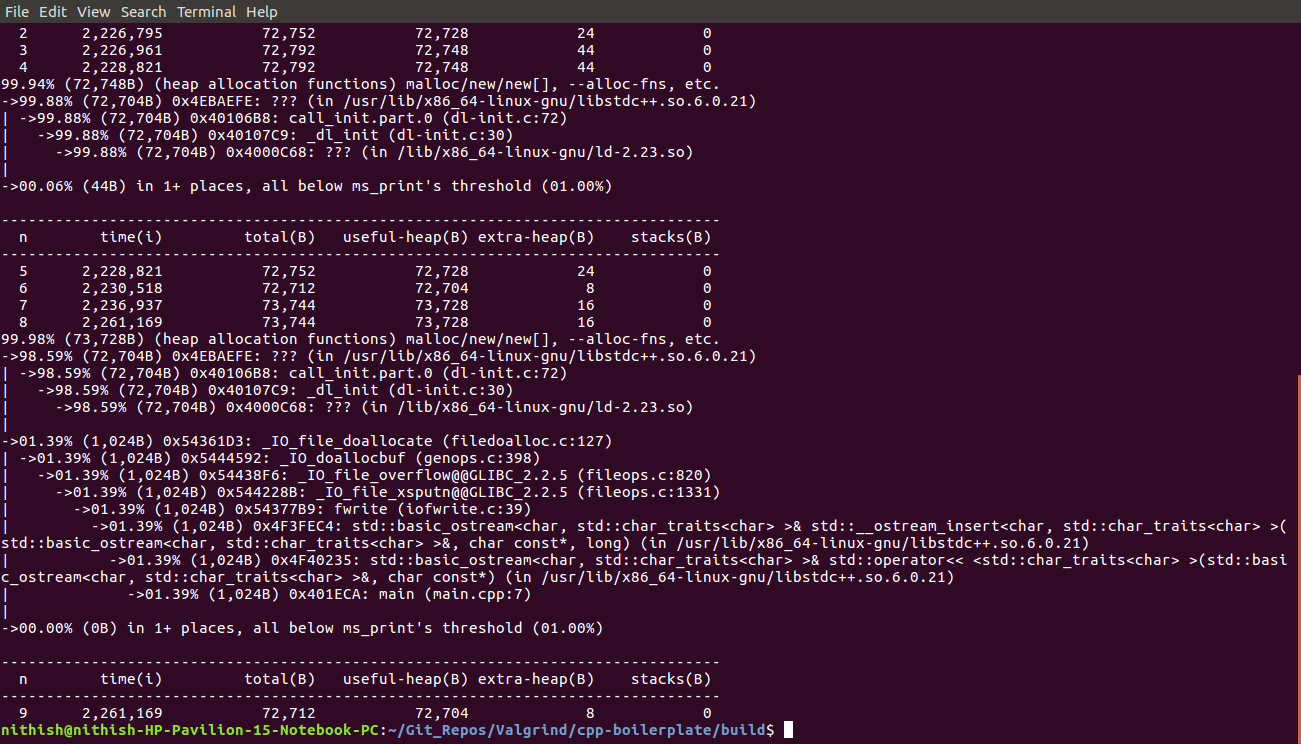 File Edit View Search Terminal Help
  2      2,226,795           72,752           72,728            24            0
  3      2,226,961           72,792           72,748            44            0
  4      2,228,821           72,792           72,748            44            0
99.94% (72,748B) (heap allocation functions) malloc/new/new[], --alloc-fns, etc.
->99.88% (72,704B) 0x4EBAEFE: ??? (in /usr/lib/x86_64-linux-gnu/libstdc++.so.6.0.21)
| ->99.88% (72,704B) 0x40106B8: call_init.part.0 (dl-init.c:72)
|   ->99.88% (72,704B) 0x40107C9: _dl_init (dl-init.c:30)
|     ->99.88% (72,704B) 0x4000C68: ??? (in /lib/x86_64-linux-gnu/ld-2.23.so)
|
->00.06% (44B) in 1+ places, all below ms_print's threshold (01.00%)
--------------------------------------------------------------------------------
  n        time(i)         total(B)   useful-heap(B) extra-heap(B)    stacks(B)
--------------------------------------------------------------------------------
  5      2,228,821           72,752           72,728            24            0
  6      2,230,518           72,712           72,704             8            0
  7      2,236,937           73,744           73,728            16            0
  8      2,261,169           73,744           73,728            16            0
99.98% (73,728B) (heap allocation functions) malloc/new/new[], --alloc-fns, etc.
->98.59% (72,704B) 0x4EBAEFE: ??? (in /usr/lib/x86_64-linux-gnu/libstdc++.so.6.0.21)
| ->98.59% (72,704B) 0x40106B8: call_init.part.0 (dl-init.c:72)
|   ->98.59% (72,704B) 0x40107C9: _dl_init (dl-init.c:30)
|     ->98.59% (72,704B) 0x4000C68: ??? (in /lib/x86_64-linux-gnu/ld-2.23.so)
|
->01.39% (1,024B) 0x54361D3: _IO_file_doallocate (filedoalloc.c:127)
| ->01.39% (1,024B) 0x5444592: _IO_doallocbuf (genops.c:398)
|   ->01.39% (1,024B) 0x54438F6: _IO_file_overflow@@GLIBC_2.2.5 (fileops.c:820)
|     ->01.39% (1,024B) 0x544228B: _IO_file_xsputn@@GLIBC_2.2.5 (fileops.c:1331)
|       ->01.39% (1,024B) 0x54377B9: fwrite (iofwrite.c:39)
|         ->01.39% (1,024B) 0x4F3FEC4: std::basic_ostream<char, std::char_traits<char> >& std::__ostream_insert<char, std::char_traits<char> >(
std::basic_ostream<char, std::char_traits<char> >&, char const*, long) (in /usr/lib/x86_64-linux-gnu/libstdc++.so.6.0.21)
|           ->01.39% (1,024B) 0x4F40235: std::basic_ostream<char, std::char_traits<char> >& std::operator<< <std::char_traits<char> >(std::basi
c_ostream<char, std::char_traits<char> >&, char const*) (in /usr/lib/x86_64-linux-gnu/libstdc++.so.6.0.21)
|             ->01.39% (1,024B) 0x401ECA: main (main.cpp:7)
|
->00.00% (0B) in 1+ places, all below ms_print's threshold (01.00%)
--------------------------------------------------------------------------------
  n        time(i)         total(B)   useful-heap(B) extra-heap(B)    stacks(B)
--------------------------------------------------------------------------------
  9      2,261,169           72,712           72,704             8            0
nithish@nithish-HP-Pavilion-15-Notebook-PC:~/Git_Repos/Valgrind/cpp-boilerplate/build$